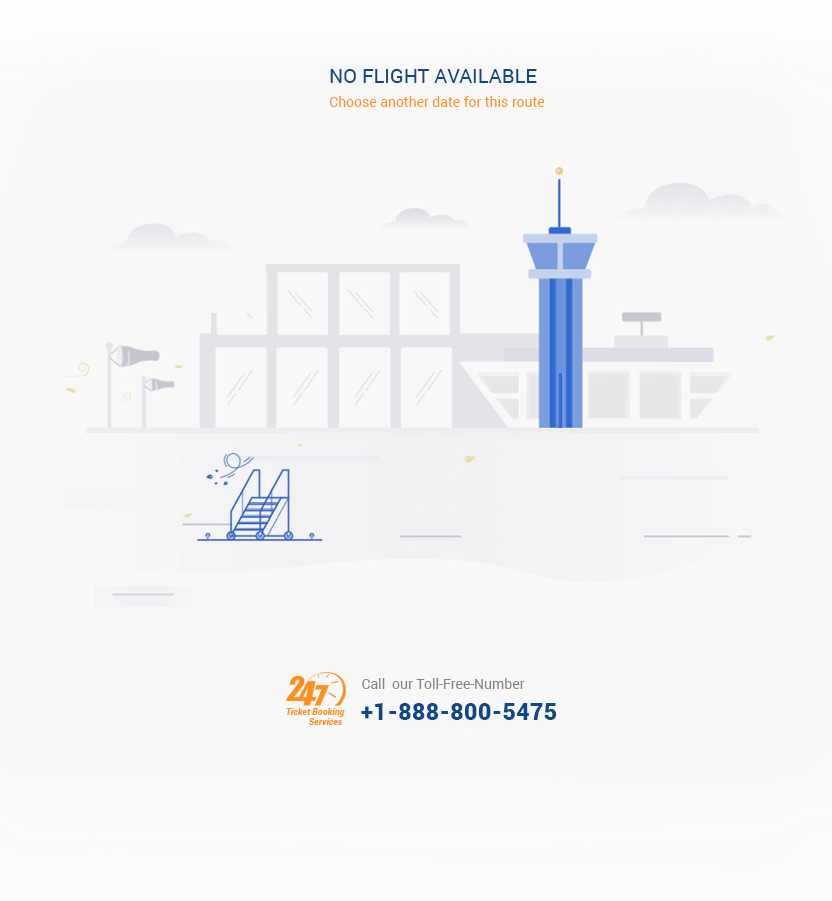 NO FLIGHT AVAILABLE
Choose another date for this route
247
Ticket Booking
Services
Call our Toll-Free-Number
+1-888-800-5475